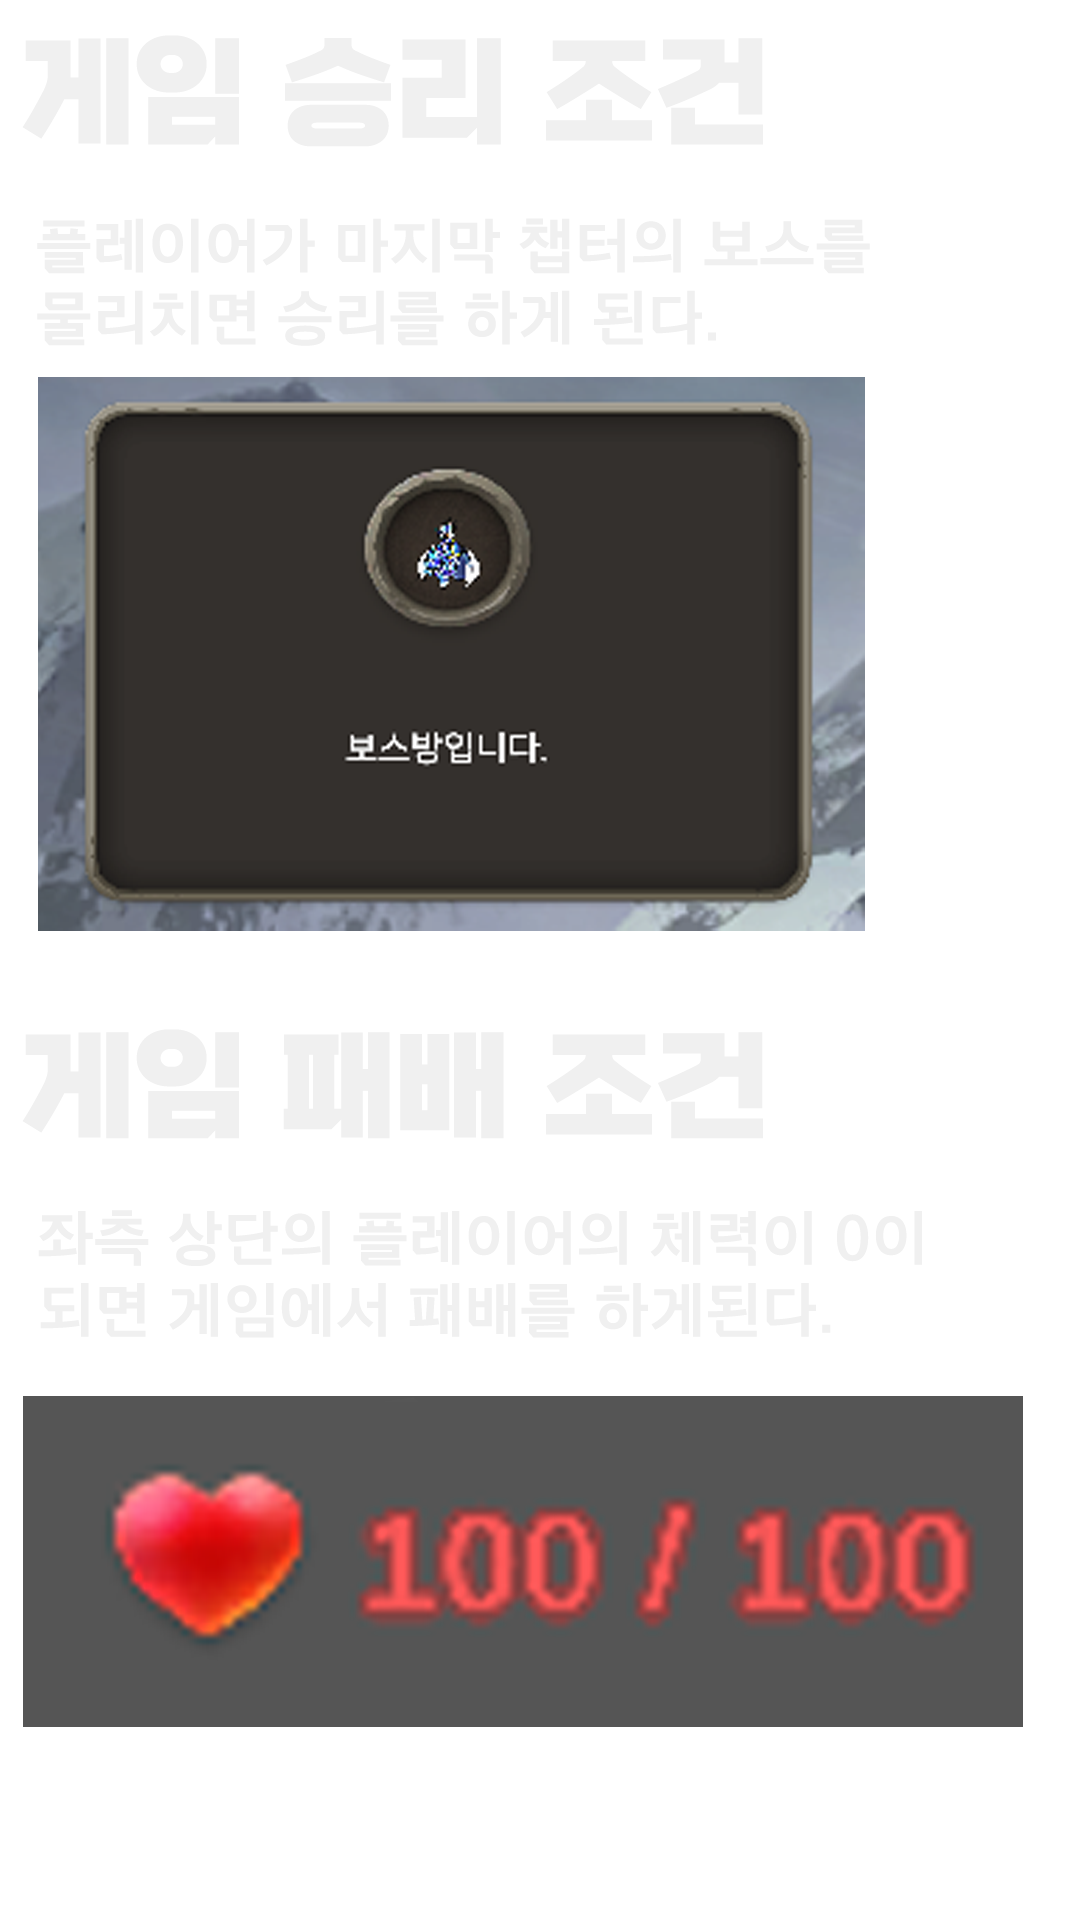 게임 승리 조건
플레이어가 마지막 챕터의 보스를
물리치면 승리를 하게 된다.
보스방입니다.
게임 패배 조건
좌측 상단의 플레이어의 체력이 0이
되면 게임에서 패배를 하게된다.
100 / 100